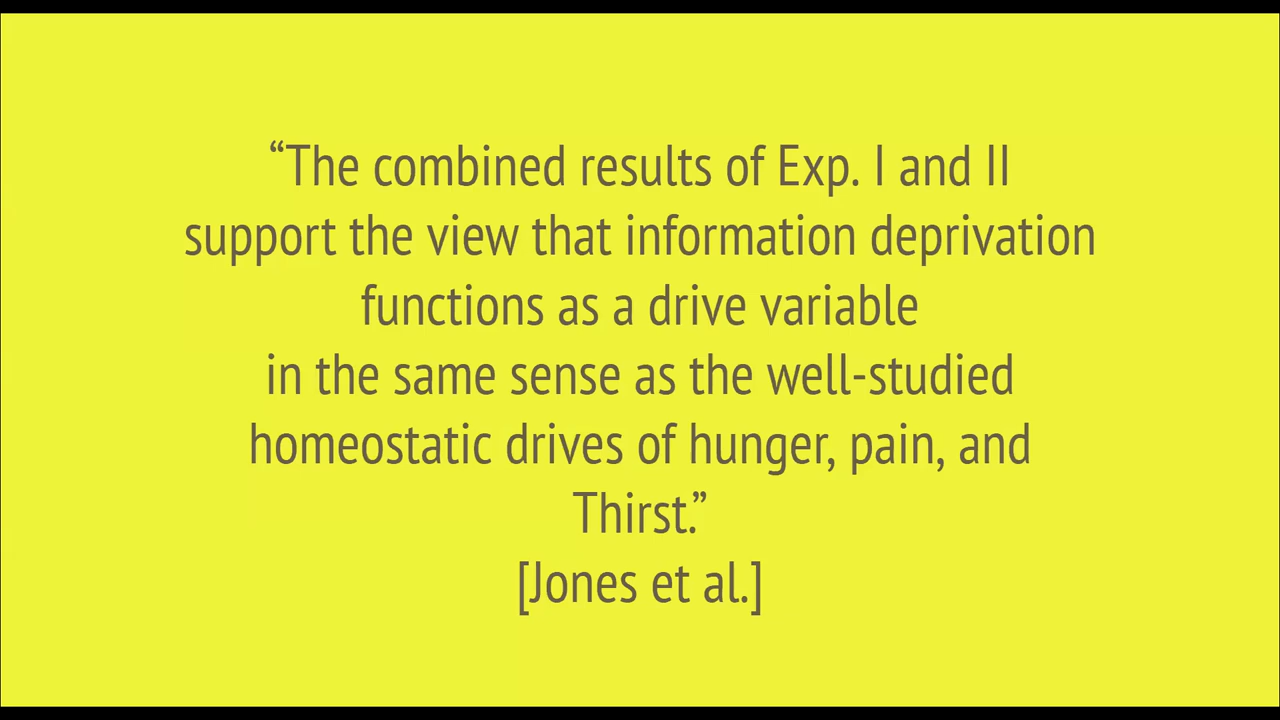 “The combined results of Exp. I and II
support the view that information deprivation
functions as a drive variable
in the same sense as the well-studied
homeostatic drives of hunger, pain, and
Thirst.”
[Jones et al.]